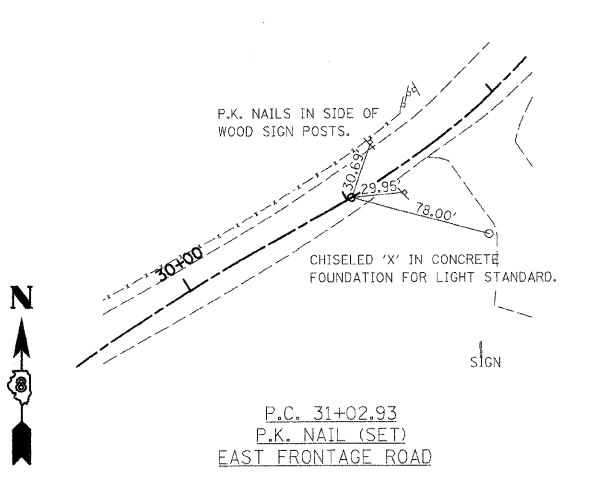 P.K. NAILS IN SIDE OF
WOOD SIGN POSTS.
30.69'
29.95'
78.00'
30+00
CHISELED 'X' IN CONCRETE
FOUNDATION FOR LIGHT STANDARD.
N
8
SIGN
P.C. 31+02.93
P.K. NAIL (SET)
EAST FRONTAGE ROAD